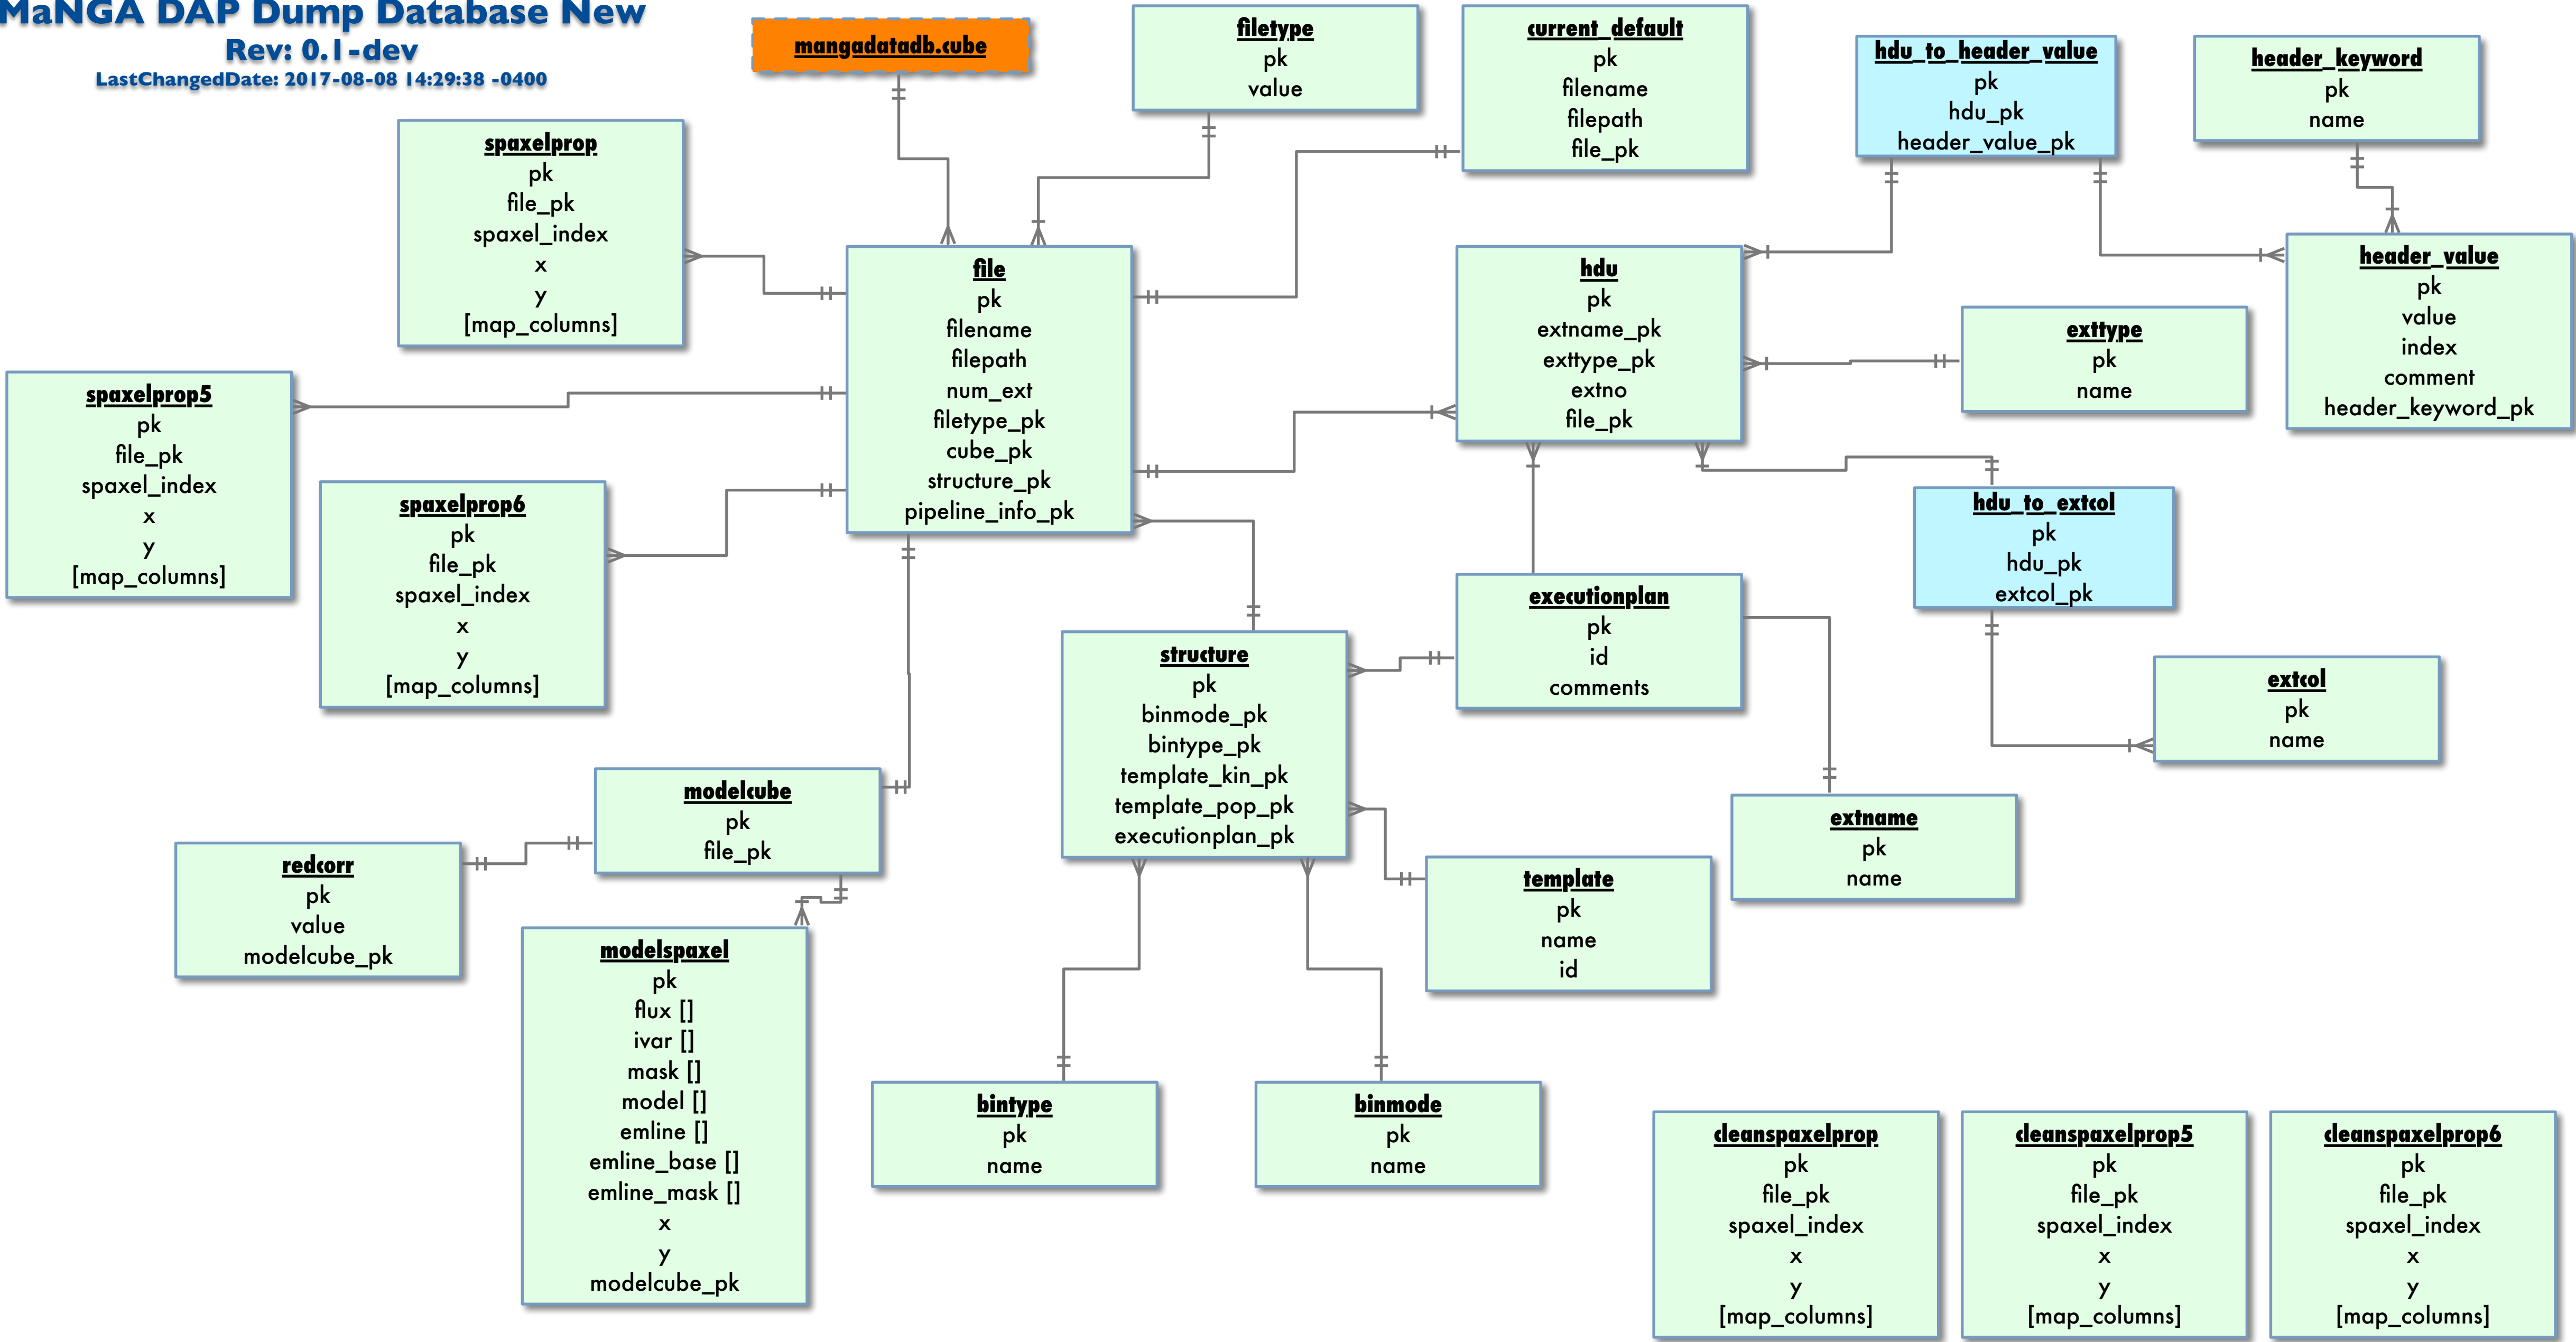 MaNGA DAP Dump Database New
Rev: 0.1-dev
LastChangedDate: 2017-08-08 14:29:38 -0400
mangadatadb.cube
filetype
pk
value
current_default
pk
filename
filepath
file_pk
hdu_to_header_value
pk
hdu_pk
header_value_pk
header_keyword
pk
name
spaxelprop
pk
file_pk
spaxel_index
x
y
[map_columns]
file
pk
filename
filepath
num_ext
filetype_pk
cube_pk
structure_pk
pipeline_info_pk
hdu
pk
extname_pk
exttype_pk
extno
file_pk
header_value
pk
value
index
comment
header_keyword_pk
exttype
pk
name
spaxelprop5
pk
file_pk
spaxel_index
x
y
[map_columns]
spaxelprop6
pk
file_pk
spaxel_index
x
y
[map_columns]
hdu_to_extcol
pk
hdu_pk
extcol_pk
executionplan
pk
id
comments
structure
pk
binmode_pk
bintype_pk
template_kin_pk
template_pop_pk
executionplan_pk
extcol
pk
name
modelcube
pk
file_pk
extname
pk
name
redcorr
pk
value
modelcube_pk
template
pk
name
id
modelspaxel
pk
flux []
ivar []
mask []
model []
emline []
emline_base []
emline_mask []
x
y
modelcube_pk
bintype
pk
name
binmode
pk
name
cleanspaxelprop
pk
file_pk
spaxel_index
x
y
[map_columns]
cleanspaxelprop5
pk
file_pk
spaxel_index
x
y
[map_columns]
cleanspaxelprop6
pk
file_pk
spaxel_index
x
y
[map_columns]